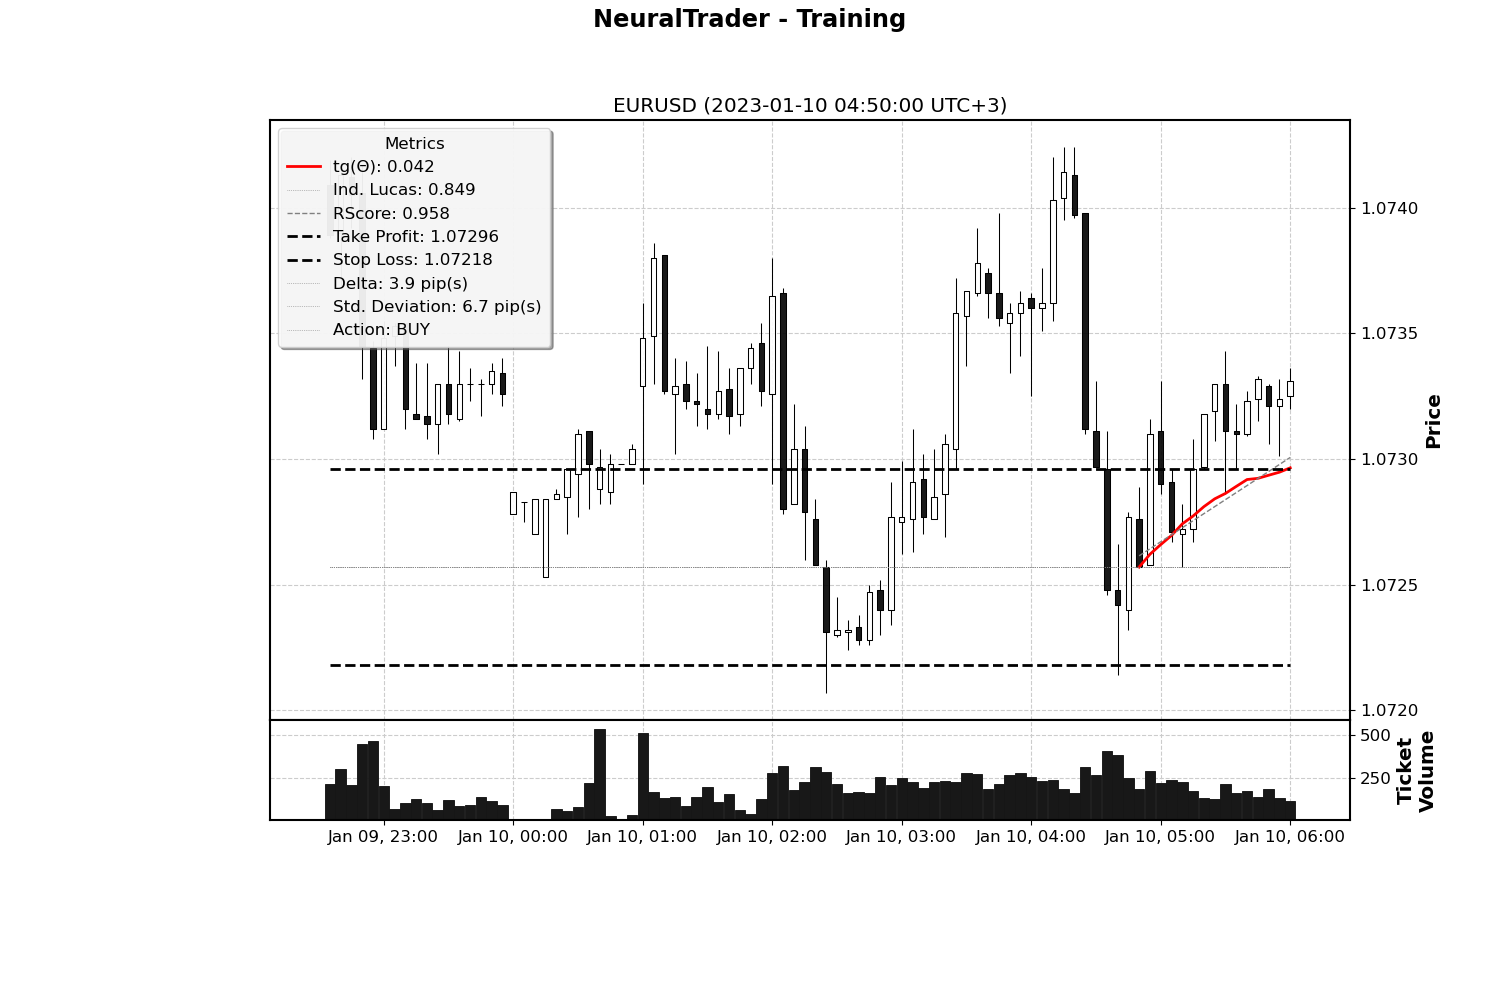 NeuralTrader - Training
EURUSD (2023-01-10 04:50:00 UTC+3)
Metrics
tg(Θ): 0.042
Ind. Lucas: 0.849
RScore: 0.958
Take Profit: 1.07296
Stop Loss: 1.07218
Delta: 3.9 pip(s)
Std. Deviation: 6.7 pip(s)
Action: BUY
1.0740
1.0735
1.0730
1.0725
1.0720
Price
500
250
Ticket
Volume
Jan 09, 23:00
Jan 10, 00:00
Jan 10, 01:00
Jan 10, 02:00
Jan 10, 03:00
Jan 10, 04:00
Jan 10, 05:00
Jan 10, 06:00